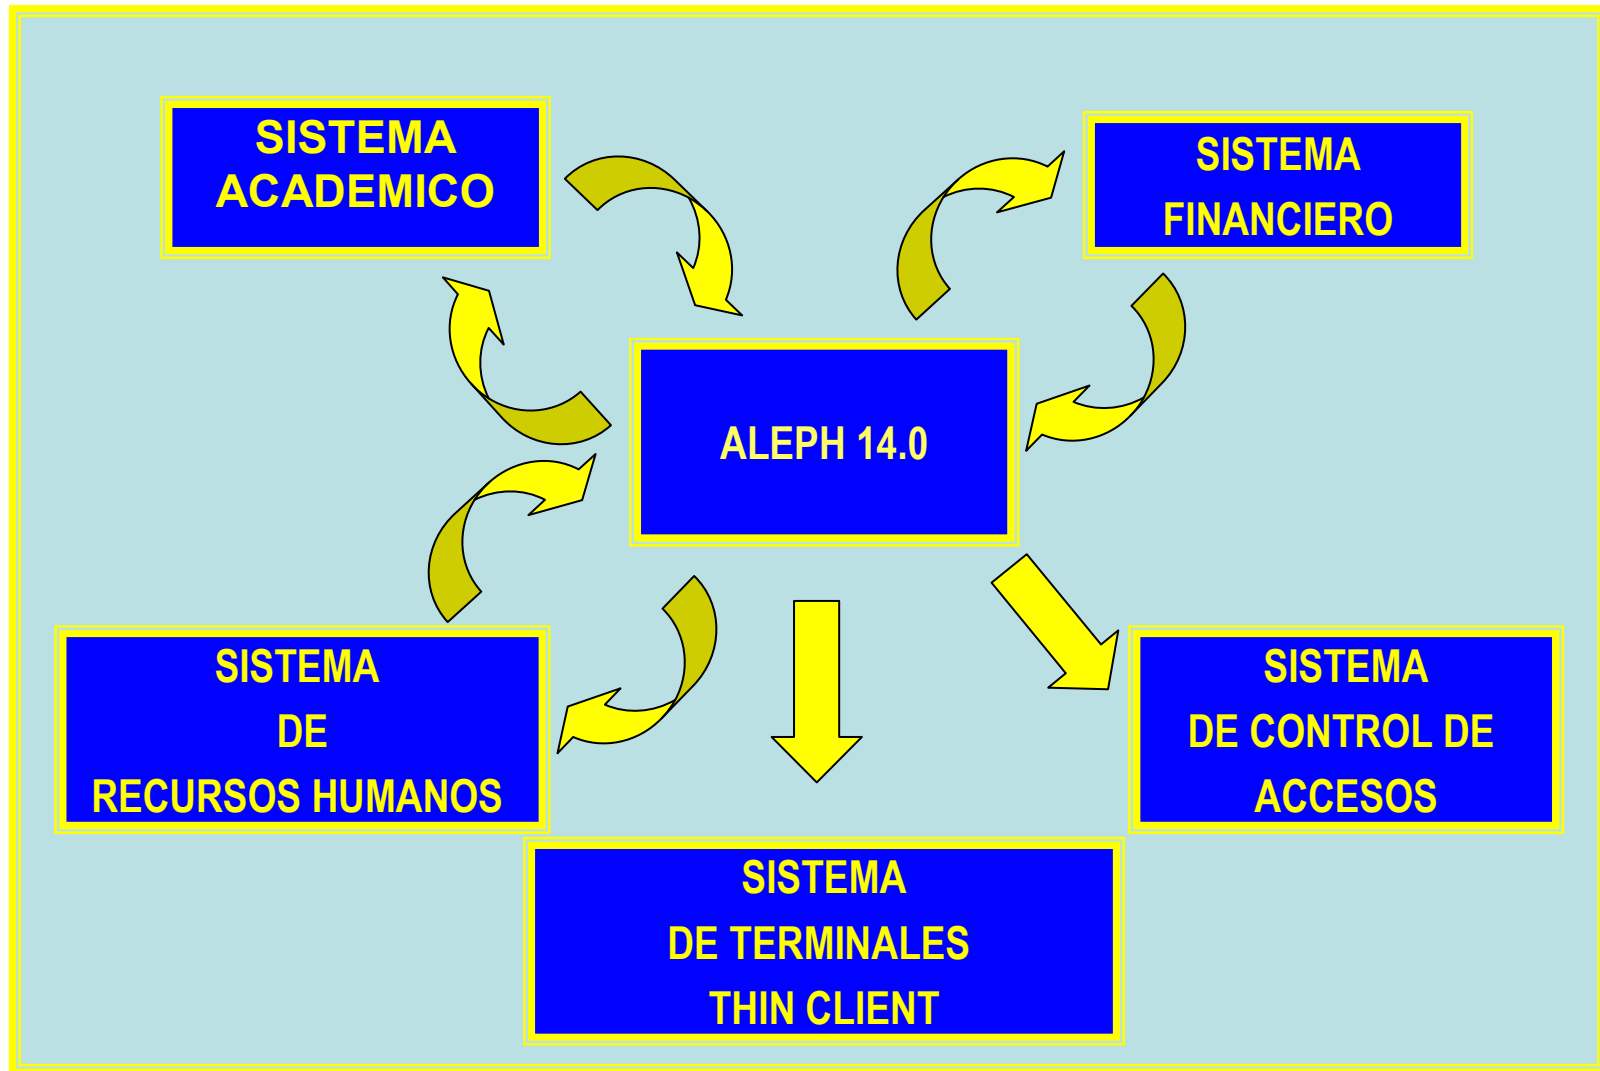 SISTEMA
ACADEMICO
SISTEMA
FINANCIERO
ALEPH 14.0
SISTEMA
DE
RECURSOS HUMANOS
SISTEMA
DE CONTROL DE
ACCESOS
SISTEMA
DE TERMINALES
THIN CLIENT